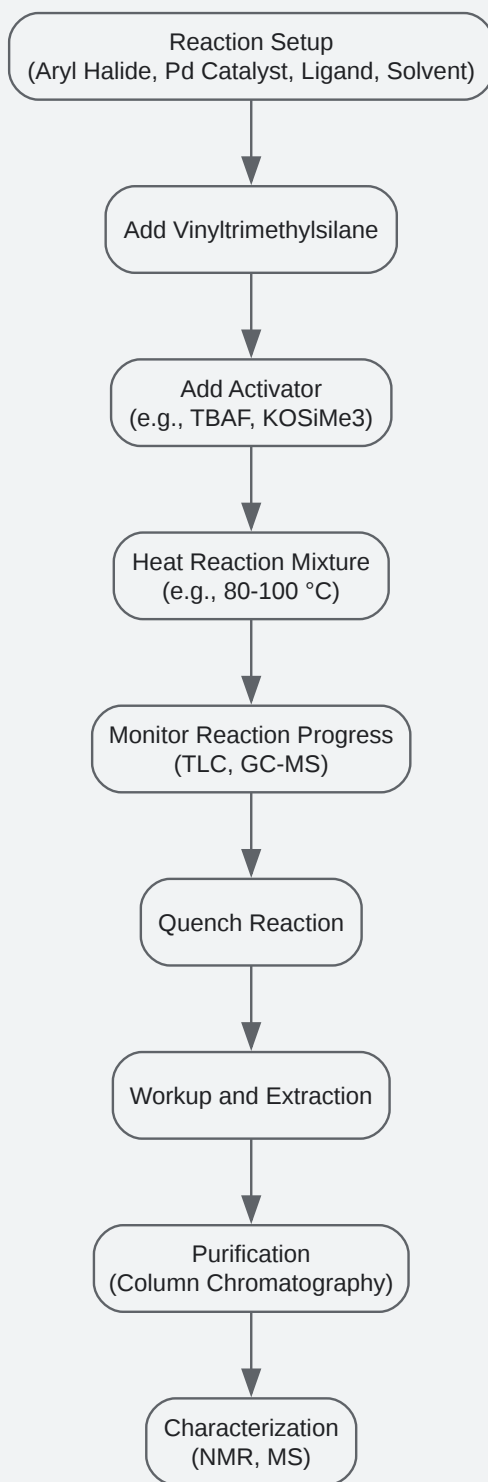 Reaction Setup
(Aryl Halide, Pd Catalyst, Ligand, Solvent)
Add Vinyltrimethylsilane
Add Activator
(e.g., TBAF, KOSiMe3)
Heat Reaction Mixture
(e.g., 80-100 °C)
Monitor Reaction Progress
(TLC, GC-MS)
Quench Reaction
Workup and Extraction
Purification
(Column Chromatography)
Characterization
(NMR, MS)